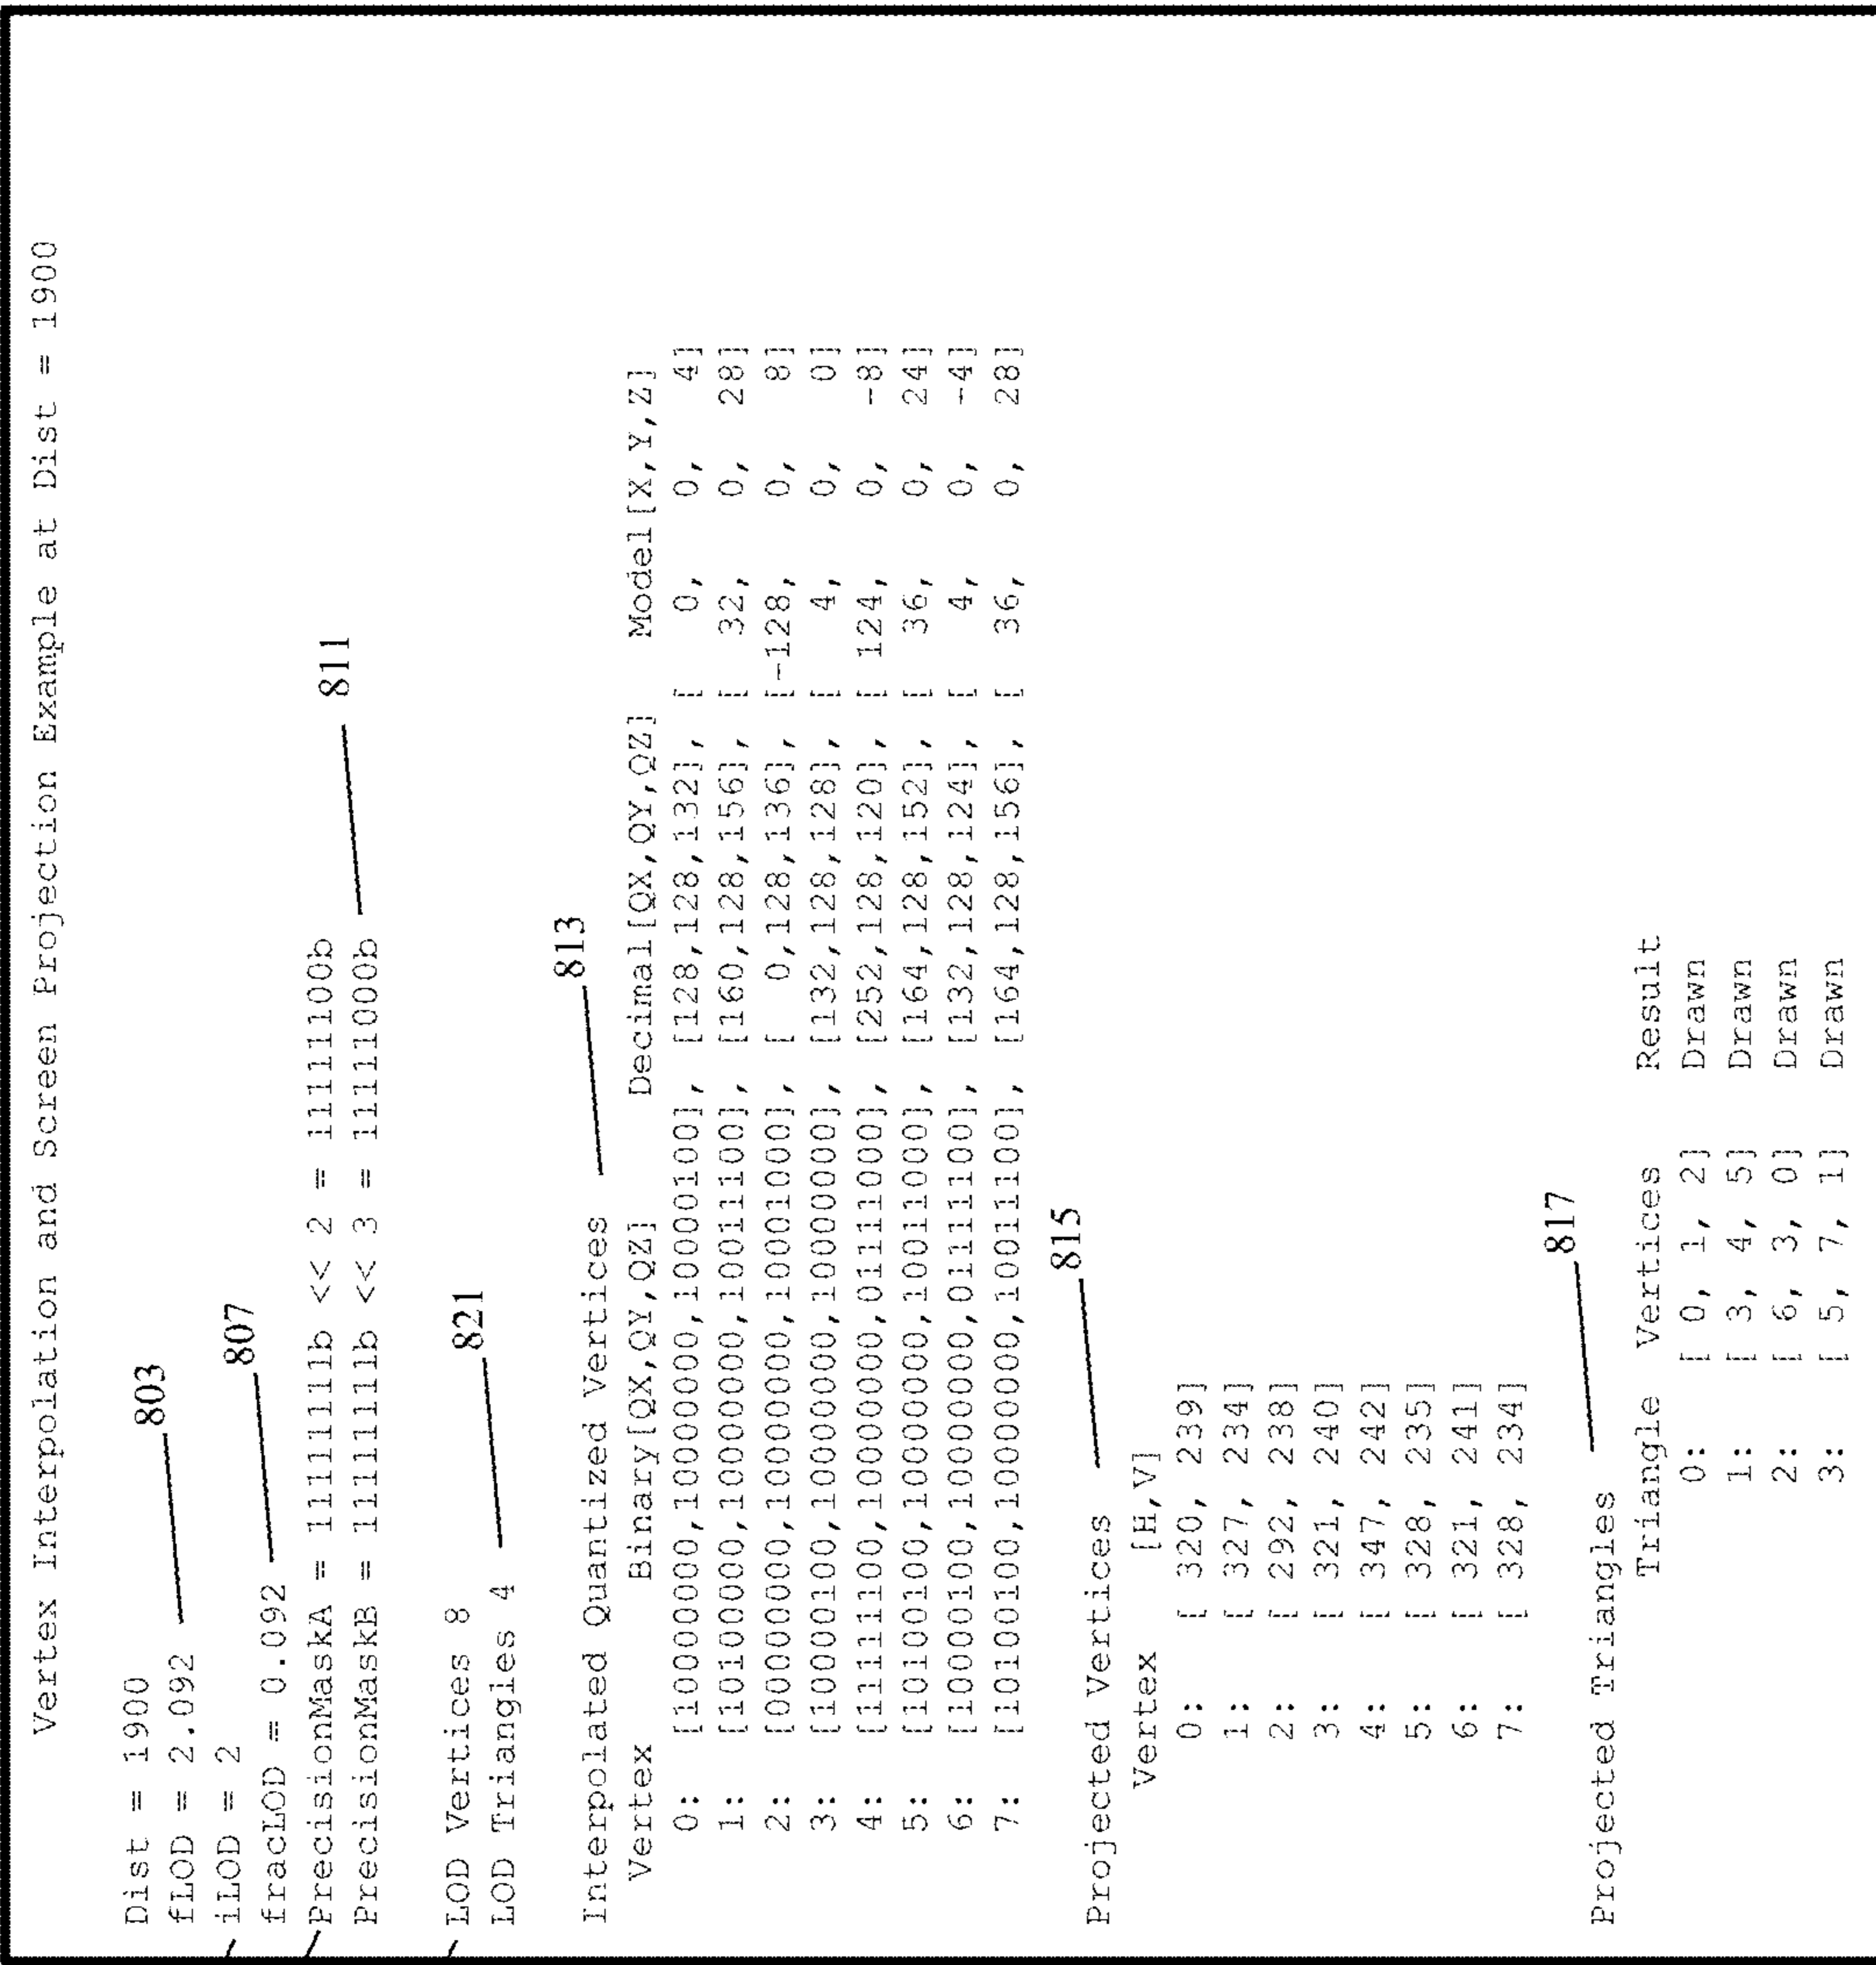 Vertex Interpolation and Screen Projection Example at Dist = 1900
Dist = 1900
fLOD = 2.092
803
iLOD = 2
fracLOD = 0.092
807
PrecisionMaskA = 11111111b << 2 = 11111100b
PrecisionMaskB = 11111111b << 3 = 11111000b
811
LOD Vertices 8
LOD Triangles 4
821
Interpolated Quantized Vertices
813
Vertex Binary[QX,QY,QZ] Decimal[QX,QY,QZ] Model[X,Y,Z]
0: [10000000,10000000,10000100], [128,128,132], [ 0, 0, 4]
1: [10100000,10000000,10011100], [160,128,156], [ 32, 0, 28]
2: [00000000,10000000,10001000], [ 0,128,136], [-128, 0, 8]
3: [10000100,10000000,10000000], [132,128,128], [ 4, 0, 0]
4: [11111100,10000000,01111000], [252,128,120], [ 124, 0, -8]
5: [10100100,10000000,10011000], [164,128,152], [ 36, 0, 24]
6: [10000100,10000000,01111100], [132,128,124], [ 4, 0, -4]
7: [10100100,10000000,10011100], [164,128,156], [ 36, 0, 28]
Projected Vertices
815
Vertex [H,V]
0: [ 320, 239]
1: [ 327, 234]
2: [ 292, 238]
3: [ 321, 240]
4: [ 347, 242]
5: [ 328, 235]
6: [ 321, 241]
7: [ 328, 234]
Projected Triangles
817
Triangle Vertices Result
0: [ 0, 1, 2] Drawn
1: [ 3, 4, 5] Drawn
2: [ 6, 3, 0] Drawn
3: [ 5, 7, 1] Drawn